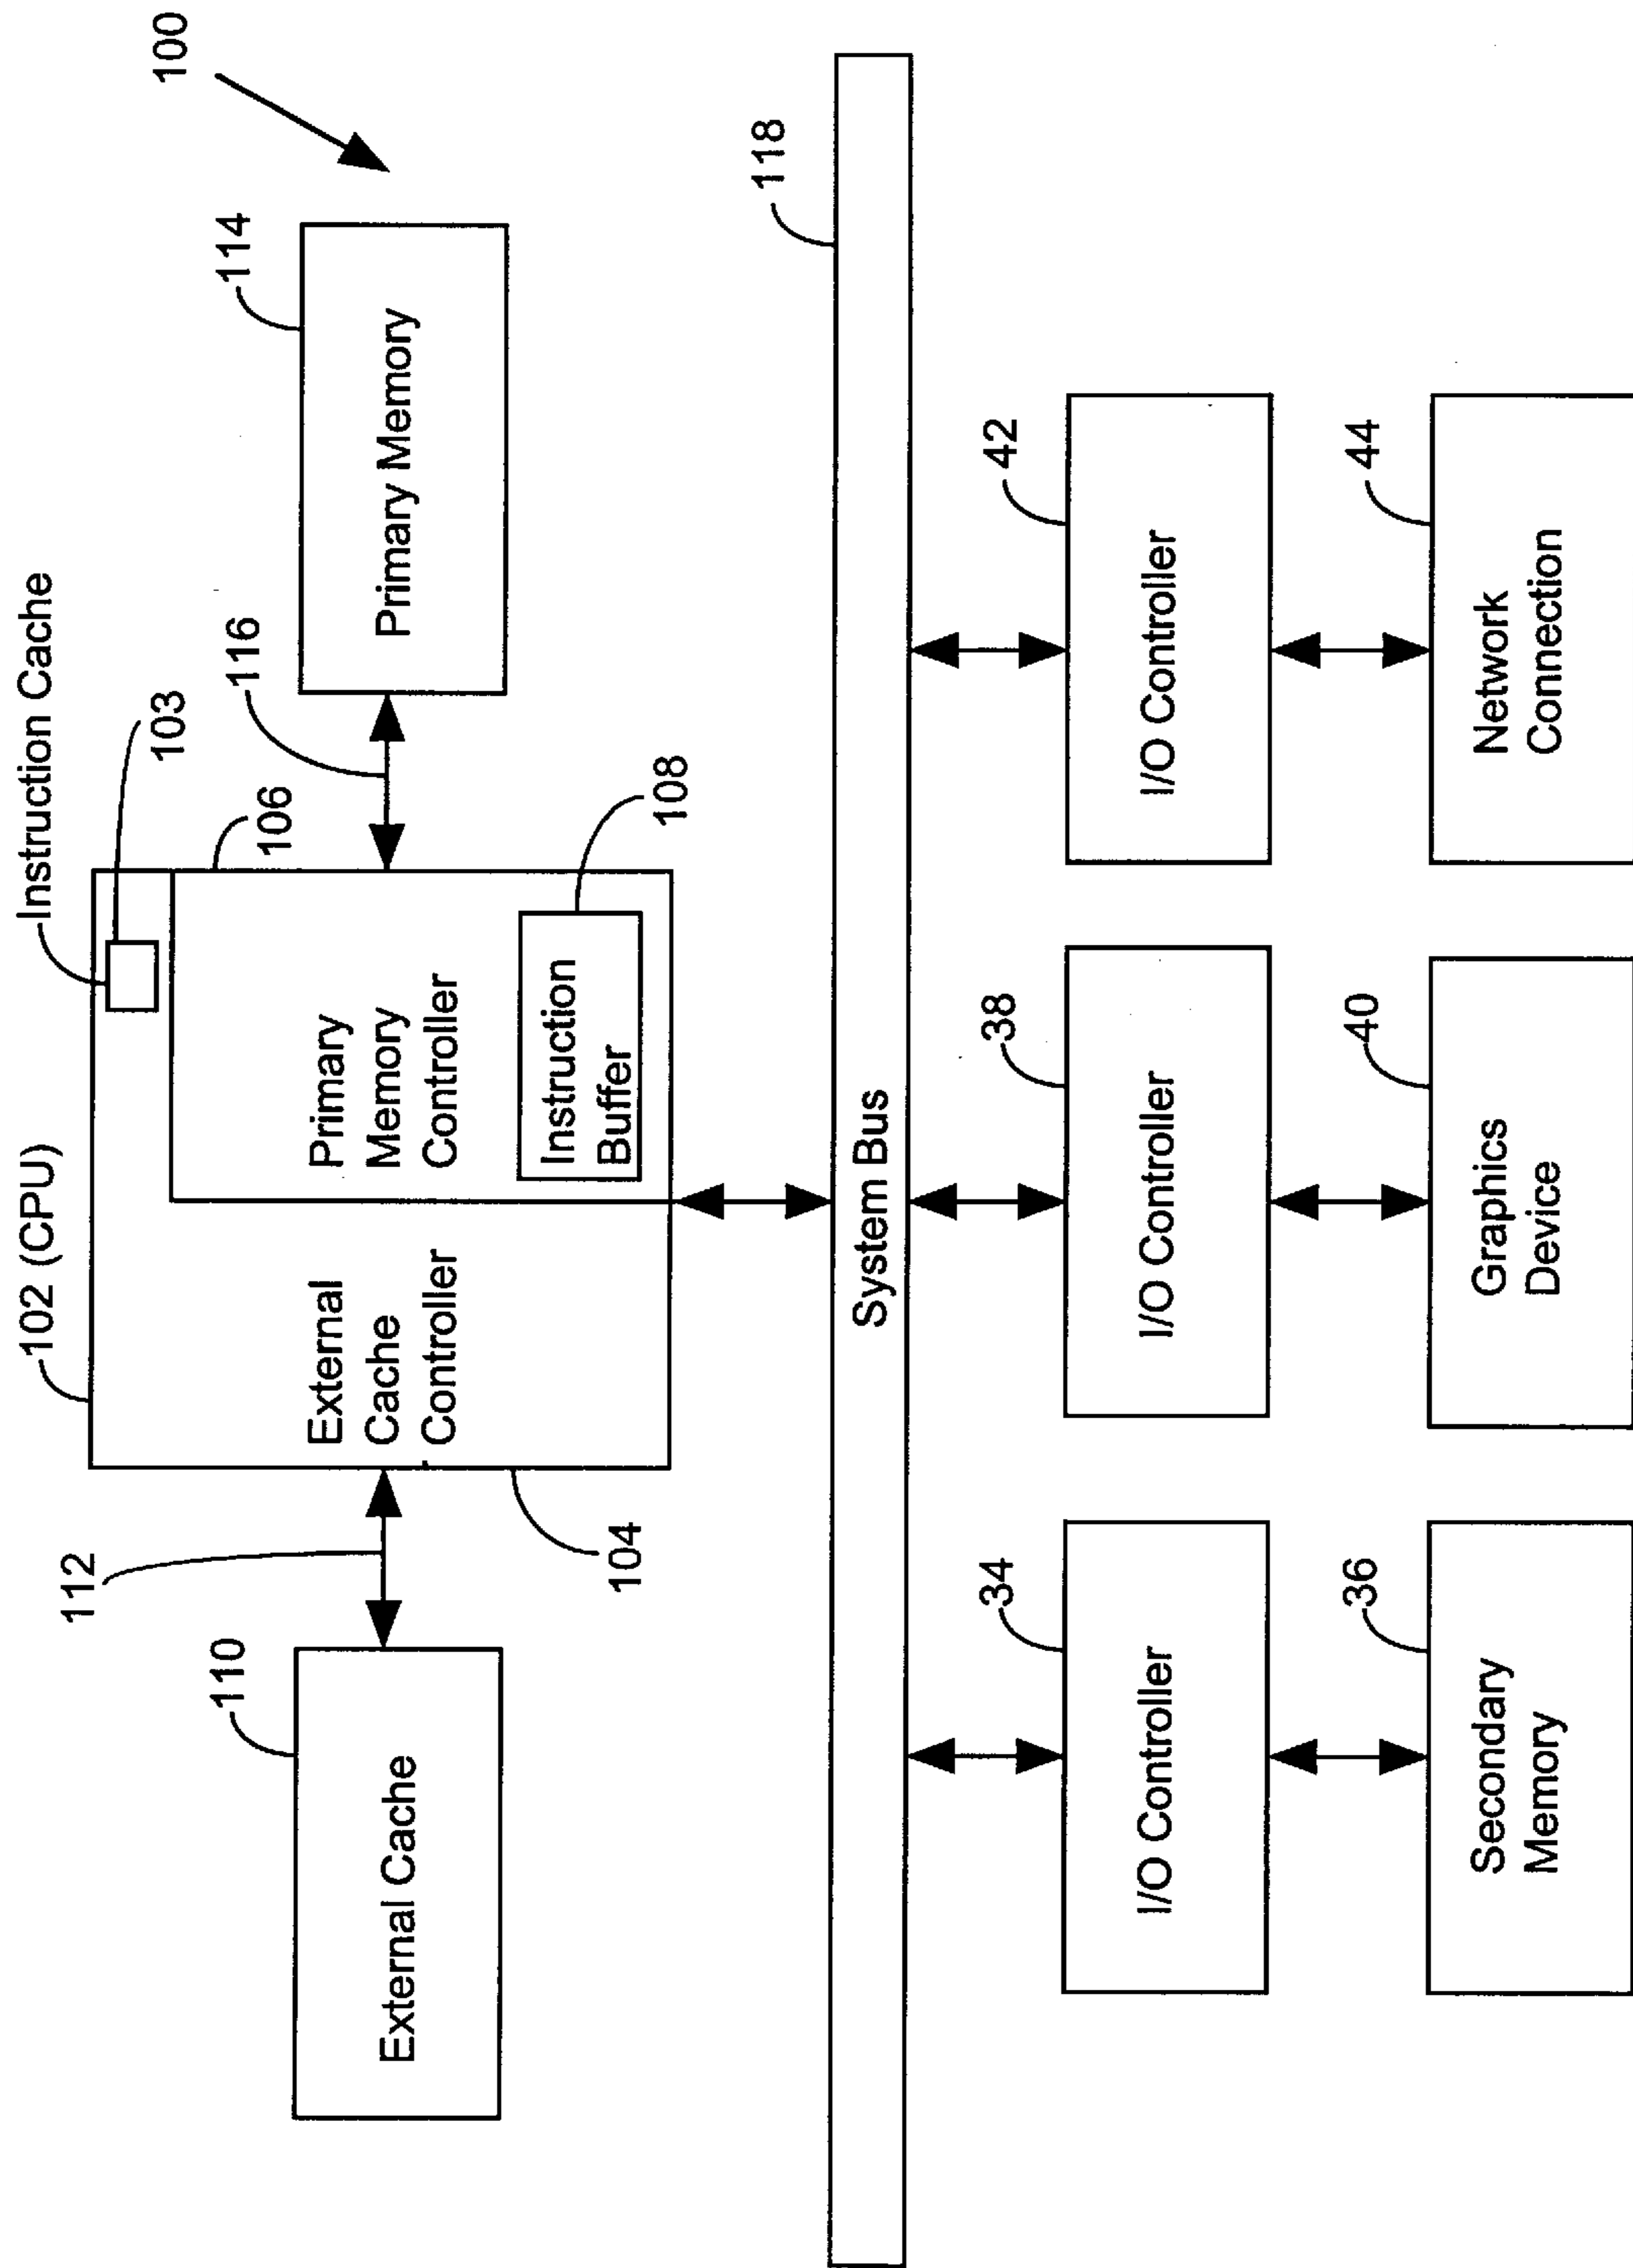 100
102 (CPU)
Instruction Cache
103
110
112
116
114
External Cache
External
Cache
Controller
Primary
Memory
Controller
Primary Memory
104
106
Instruction
Buffer
108
118
System Bus
34
38
42
I/O Controller
I/O Controller
I/O Controller
36
40
44
Secondary
Memory
Graphics
Device
Network
Connection